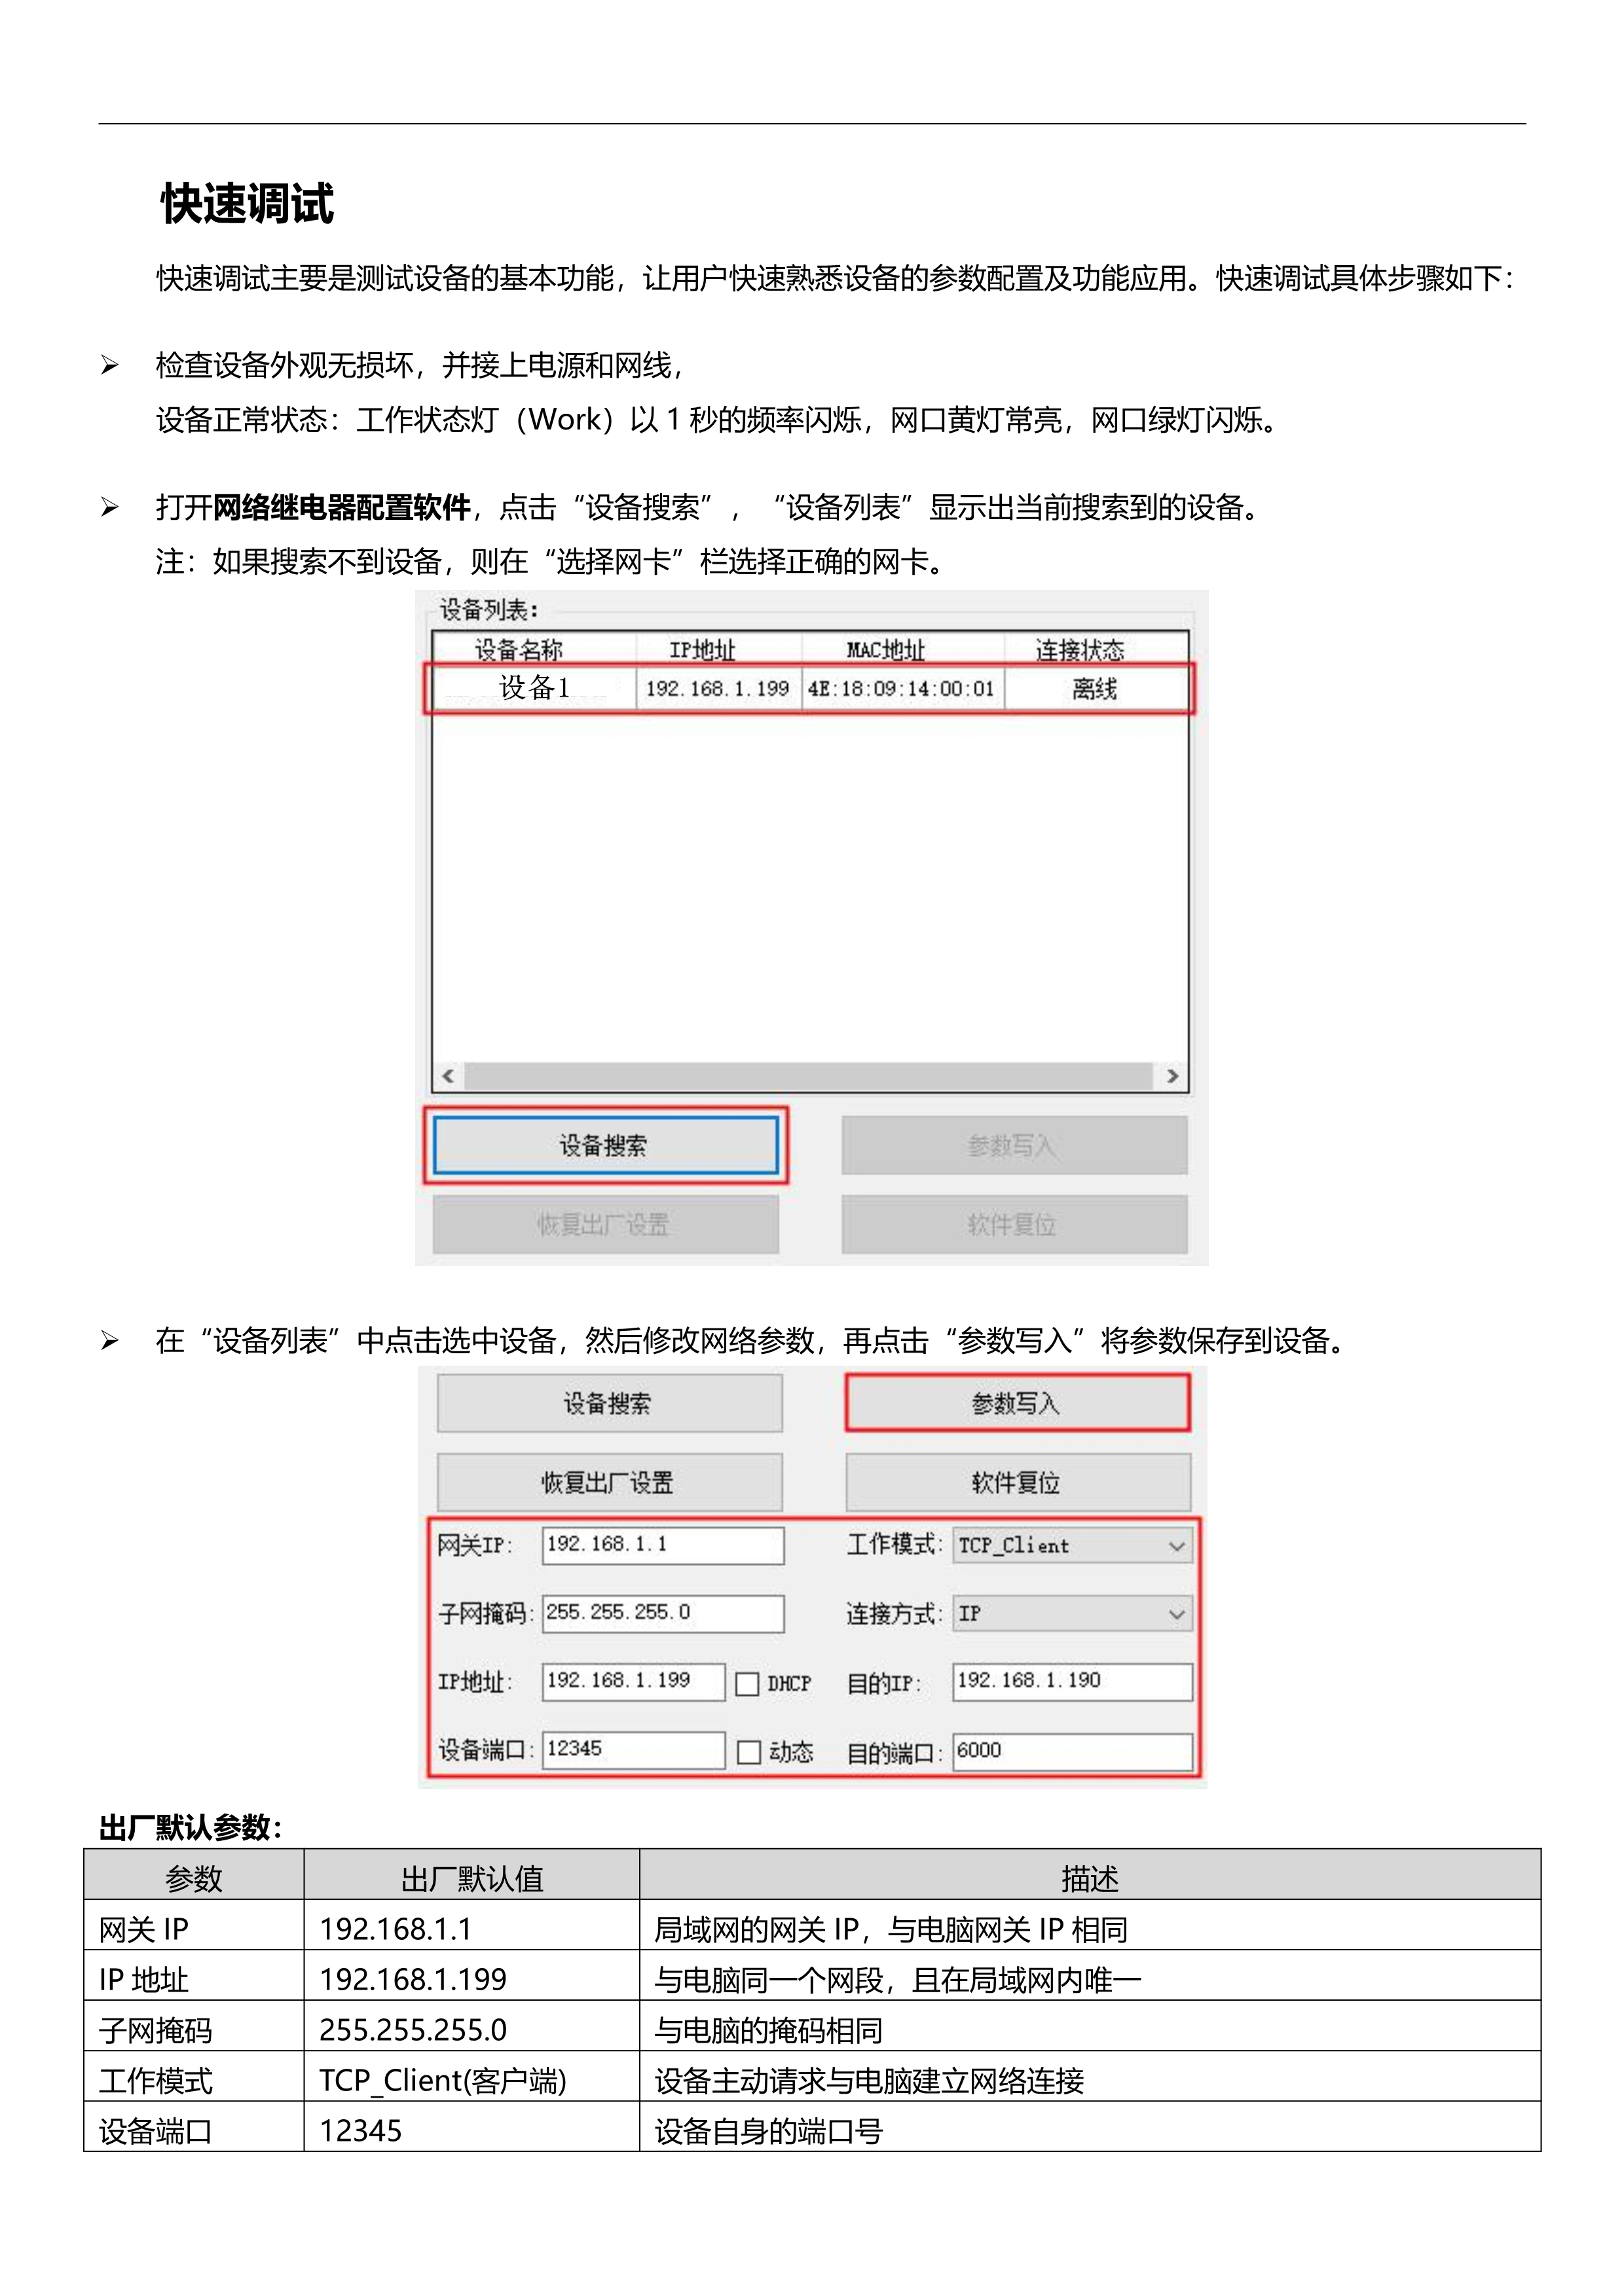 快速调试
快速调试主要是测试设备的基本功能，让用户快速熟悉设备的参数配置及功能应用。快速调试具体步骤如下：
➢ 检查设备外观无损坏，并接上电源和网线，
设备正常状态：工作状态灯（Work）以 1 秒的频率闪烁，网口黄灯常亮，网口绿灯闪烁。
➢ 打开网络继电器配置软件，点击“设备搜索”，“设备列表”显示出当前搜索到的设备。
注：如果搜索不到设备，则在“选择网卡”栏选择正确的网卡。
设备列表：
设备名称 IP地址 MAC地址 连接状态
设备1 192.168.1.199 4E:18:09:14:00:01 离线
设备搜索 参数写入
恢复出厂设置 软件复位
➢ 在“设备列表”中点击选中设备，然后修改网络参数，再点击“参数写入”将参数保存到设备。
设备搜索 参数写入
恢复出厂设置 软件复位
网关IP: 192.168.1.1 工作模式: TCP_Client
子网掩码: 255.255.255.0 连接方式: IP
IP地址: 192.168.1.199 DHCP 目的IP: 192.168.1.190
设备端口: 12345 动态 目的端口: 6000
出厂默认参数：
参数 出厂默认值 描述
网关 IP 192.168.1.1 局域网的网关 IP，与电脑网关 IP 相同
IP 地址 192.168.1.199 与电脑同一个网段，且在局域网内唯一
子网掩码 255.255.255.0 与电脑的掩码相同
工作模式 TCP_Client(客户端) 设备主动请求与电脑建立网络连接
设备端口 12345 设备自身的端口号